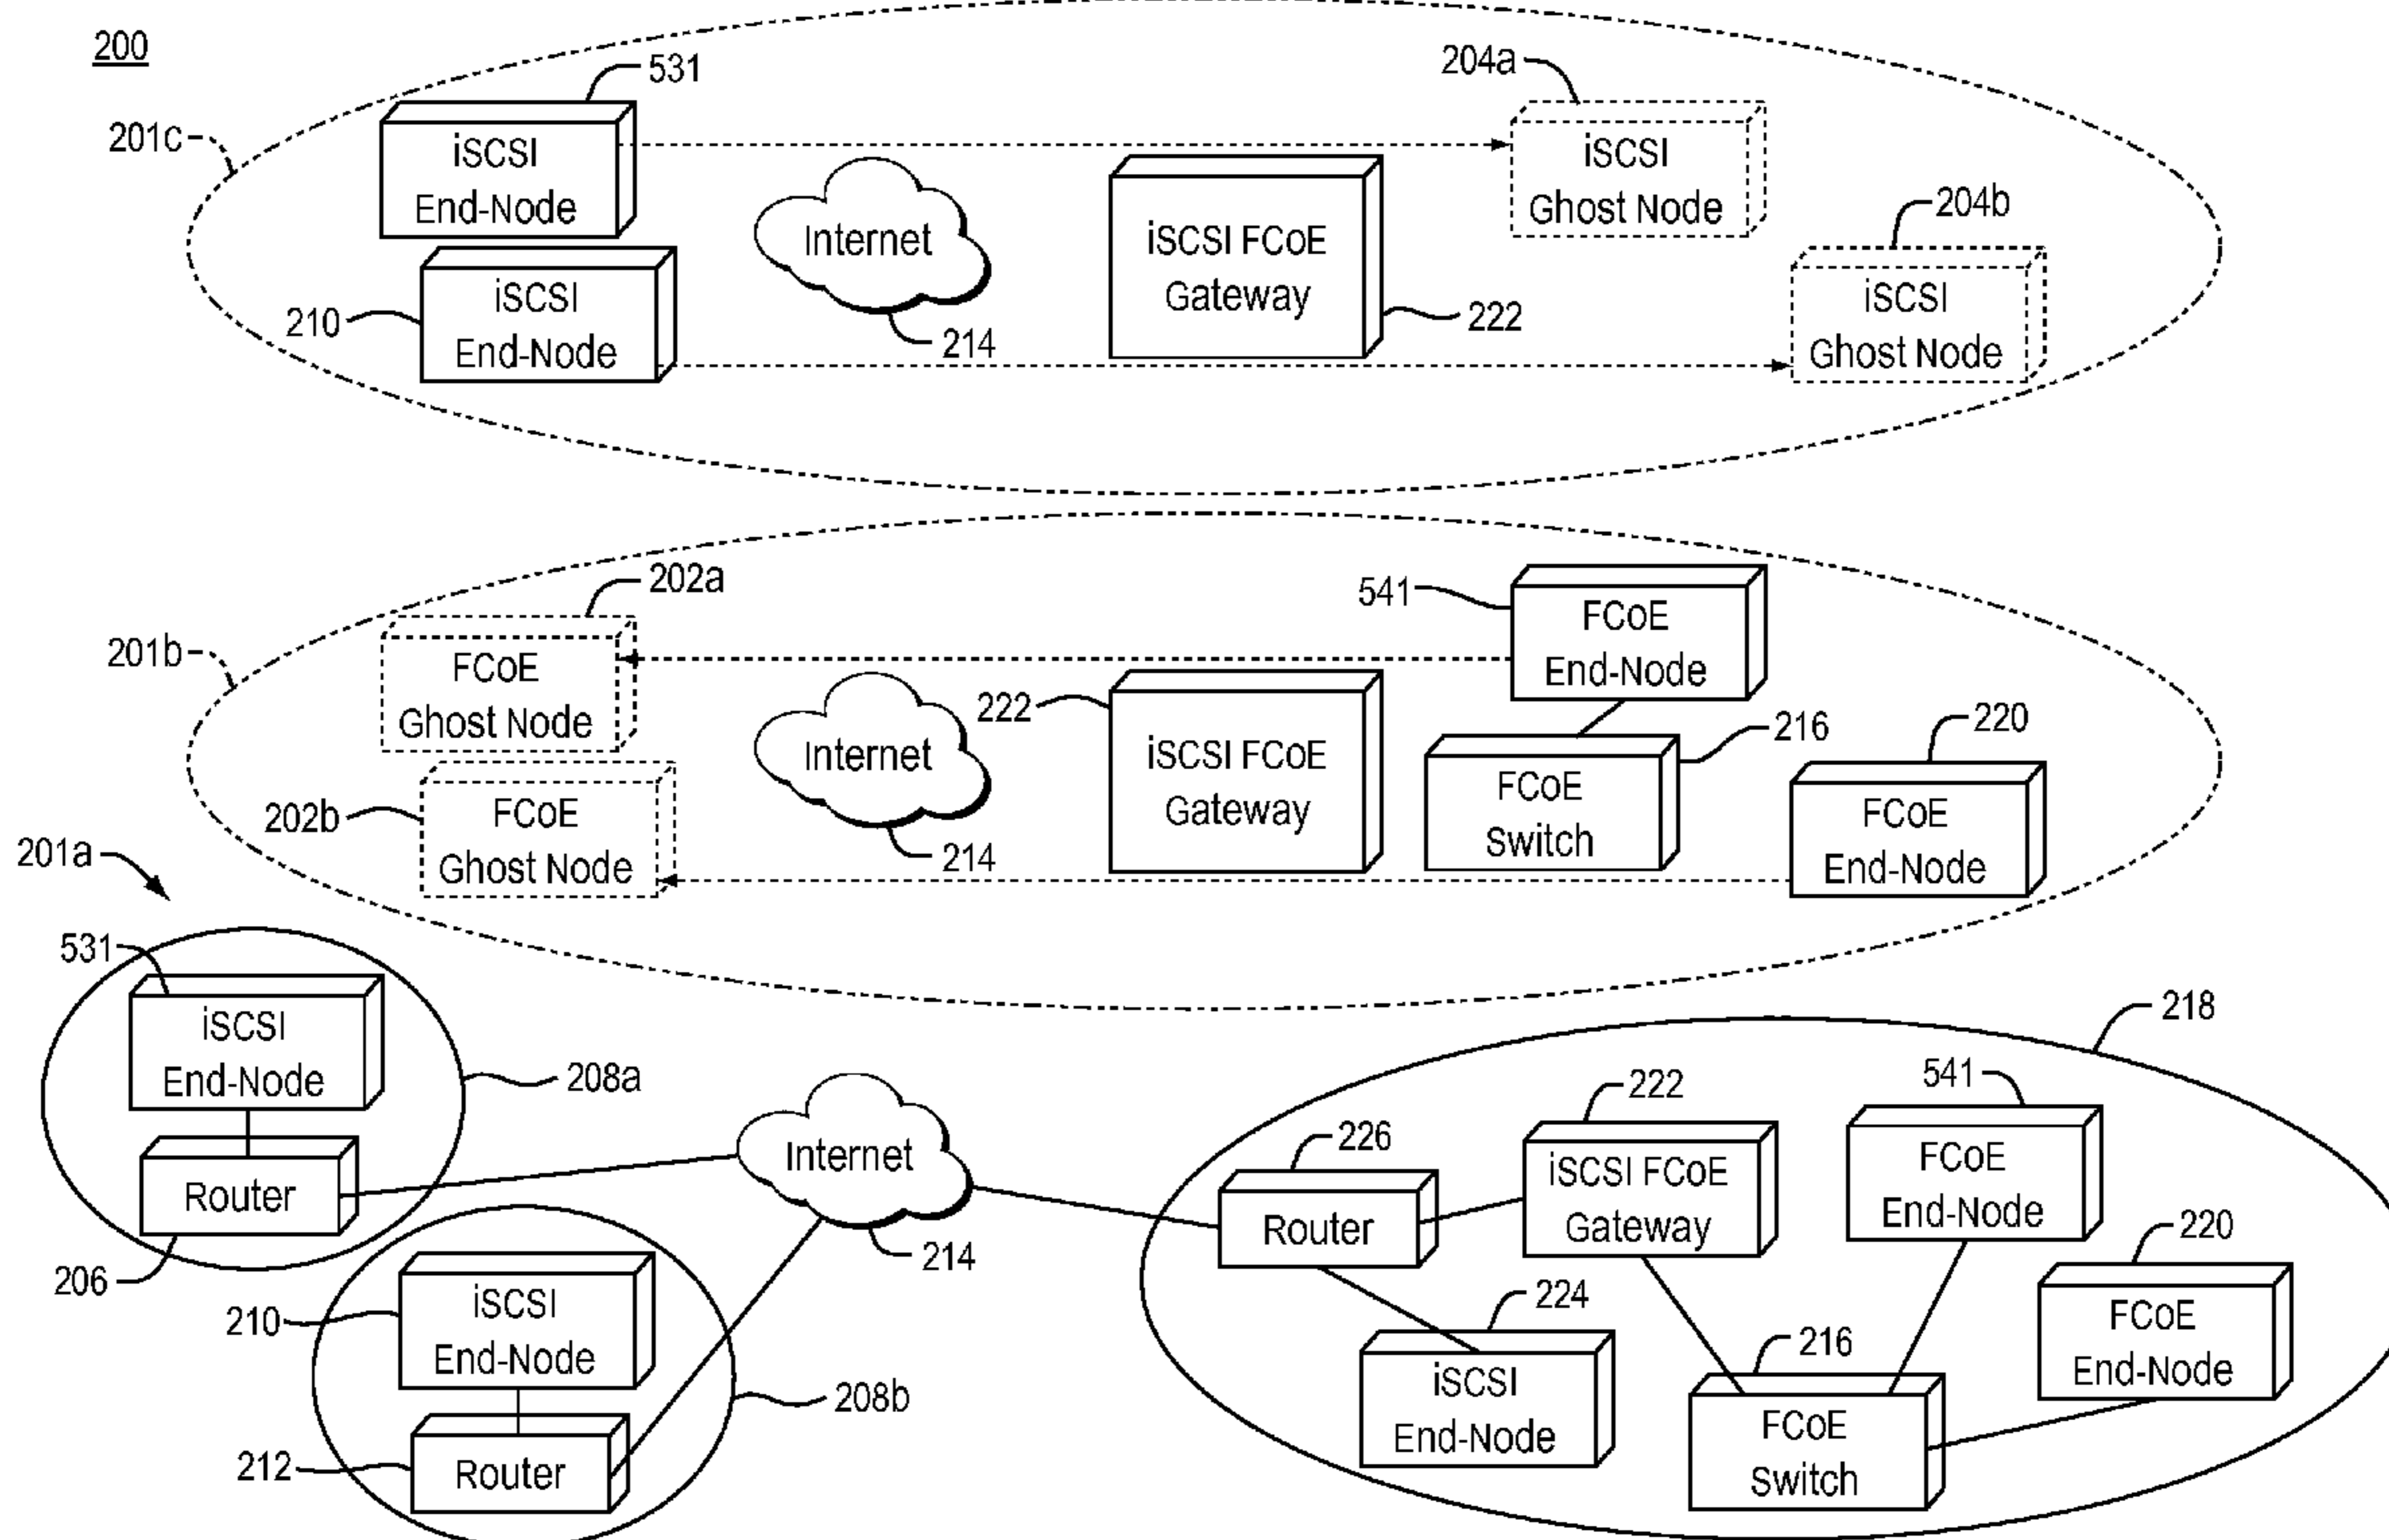 200
531
204a
201c
iSCSI
End-Node
iSCSI
Ghost Node
204b
Internet
iSCSI FCoE
Gateway
210
iSCSI
End-Node
214
222
iSCSI
Ghost Node
202a
541
FCoE
End-Node
201b
FCoE
Ghost Node
222
216
220
Internet
iSCSI FCoE
Gateway
202b
FCoE
Ghost Node
FCoE
Switch
FCoE
End-Node
214
201a
531
iSCSI
End-Node
208a
218
222
541
226
Internet
iSCSI FCoE
Gateway
FCoE
End-Node
Router
Router
206
214
220
210
iSCSI
End-Node
224
FCoE
End-Node
216
iSCSI
End-Node
208b
FCoE
Switch
212
Router